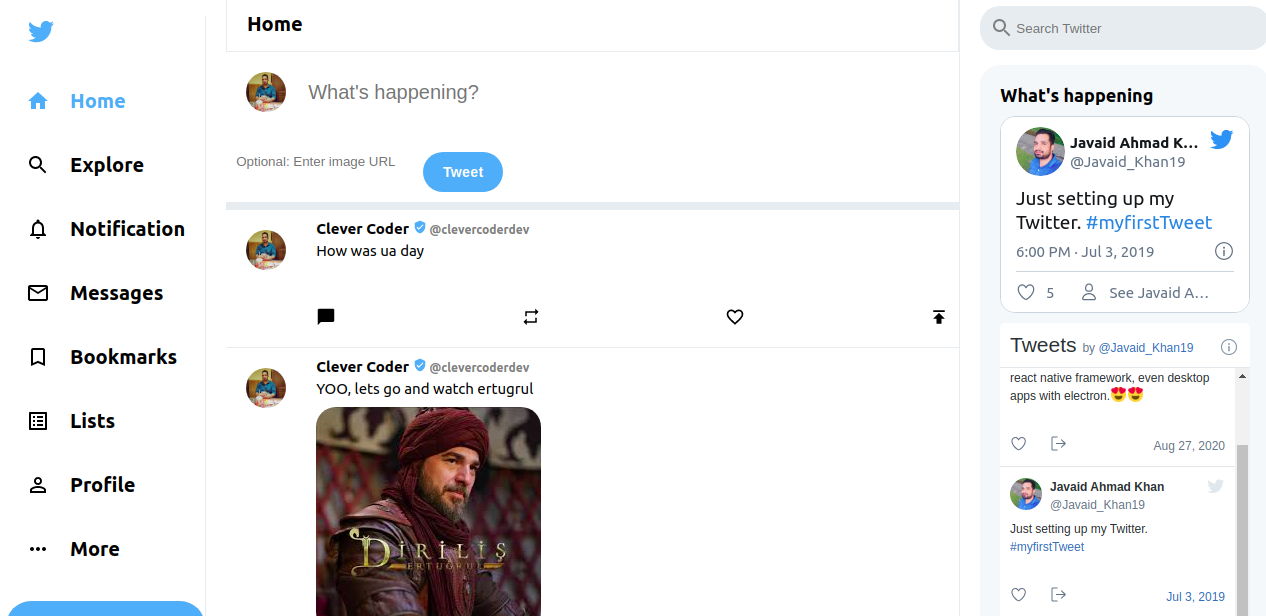 Home
Explore
Notification
Messages
Bookmarks
Lists
Profile
More
Home
What's happening?
Optional: Enter image URL
Tweet
Clever Coder @clevercoderdev
How was ua day
Clever Coder @clevercoderdev
YOO, lets go and watch ertugrul
DİRİLİŞ
ERTUĞRUL
Search Twitter
What's happening
Javaid Ahmad K...
@Javaid_Khan19
Just setting up my
Twitter. #myfirstTweet
6:00 PM · Jul 3, 2019
5 See Javaid A...
Tweets by @Javaid_Khan19
react native framework, even desktop
apps with electron.😍😍
Aug 27, 2020
Javaid Ahmad Khan
@Javaid_Khan19
Just setting up my Twitter.
#myfirstTweet
Jul 3, 2019